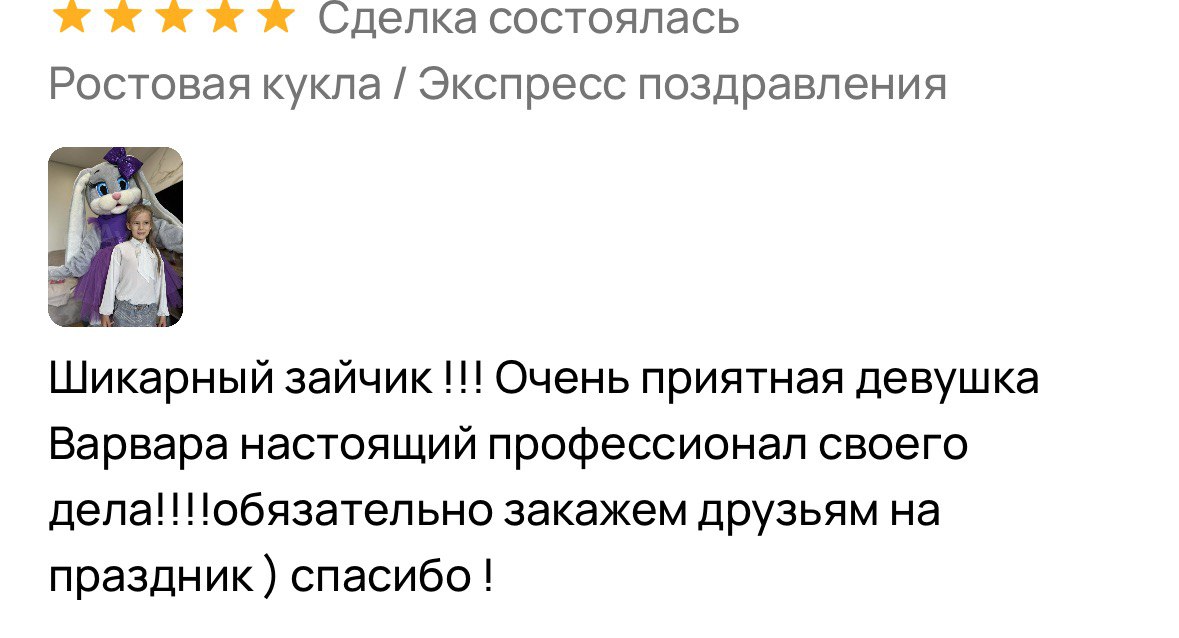 Сделка состоялась
Ростовая кукла / Экспресс поздравления
Шикарный зайчик !!! Очень приятная девушка
Варвара настоящий профессионал своего
дела!!!!обязательно закажем друзьям на
праздник ) спасибо !